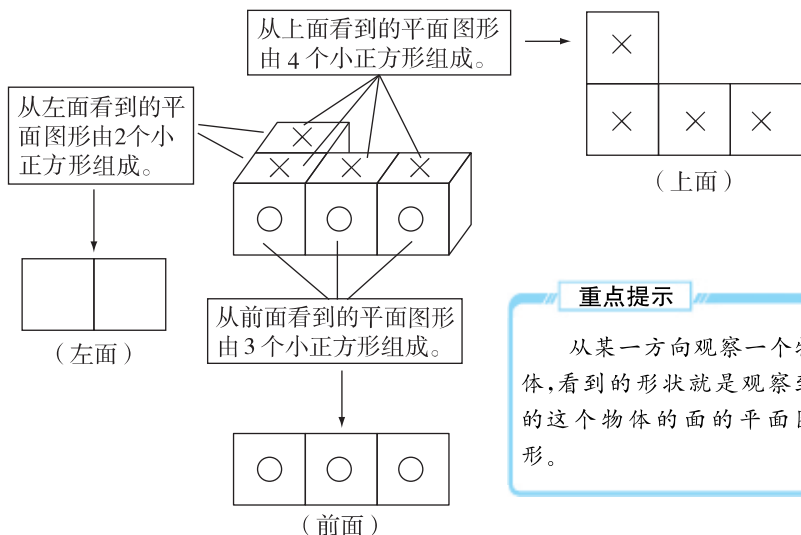 从上面看到的平面图形
由4个小正方形组成。
从左面看到的平
面图形由2个小
正方形组成。
(上面)
(左面)
从前面看到的平面图形
由3个小正方形组成。
(前面)
重点提示
从某一方向观察一个
体,看到的形状就是观察
的这个物体的面的平面
形。